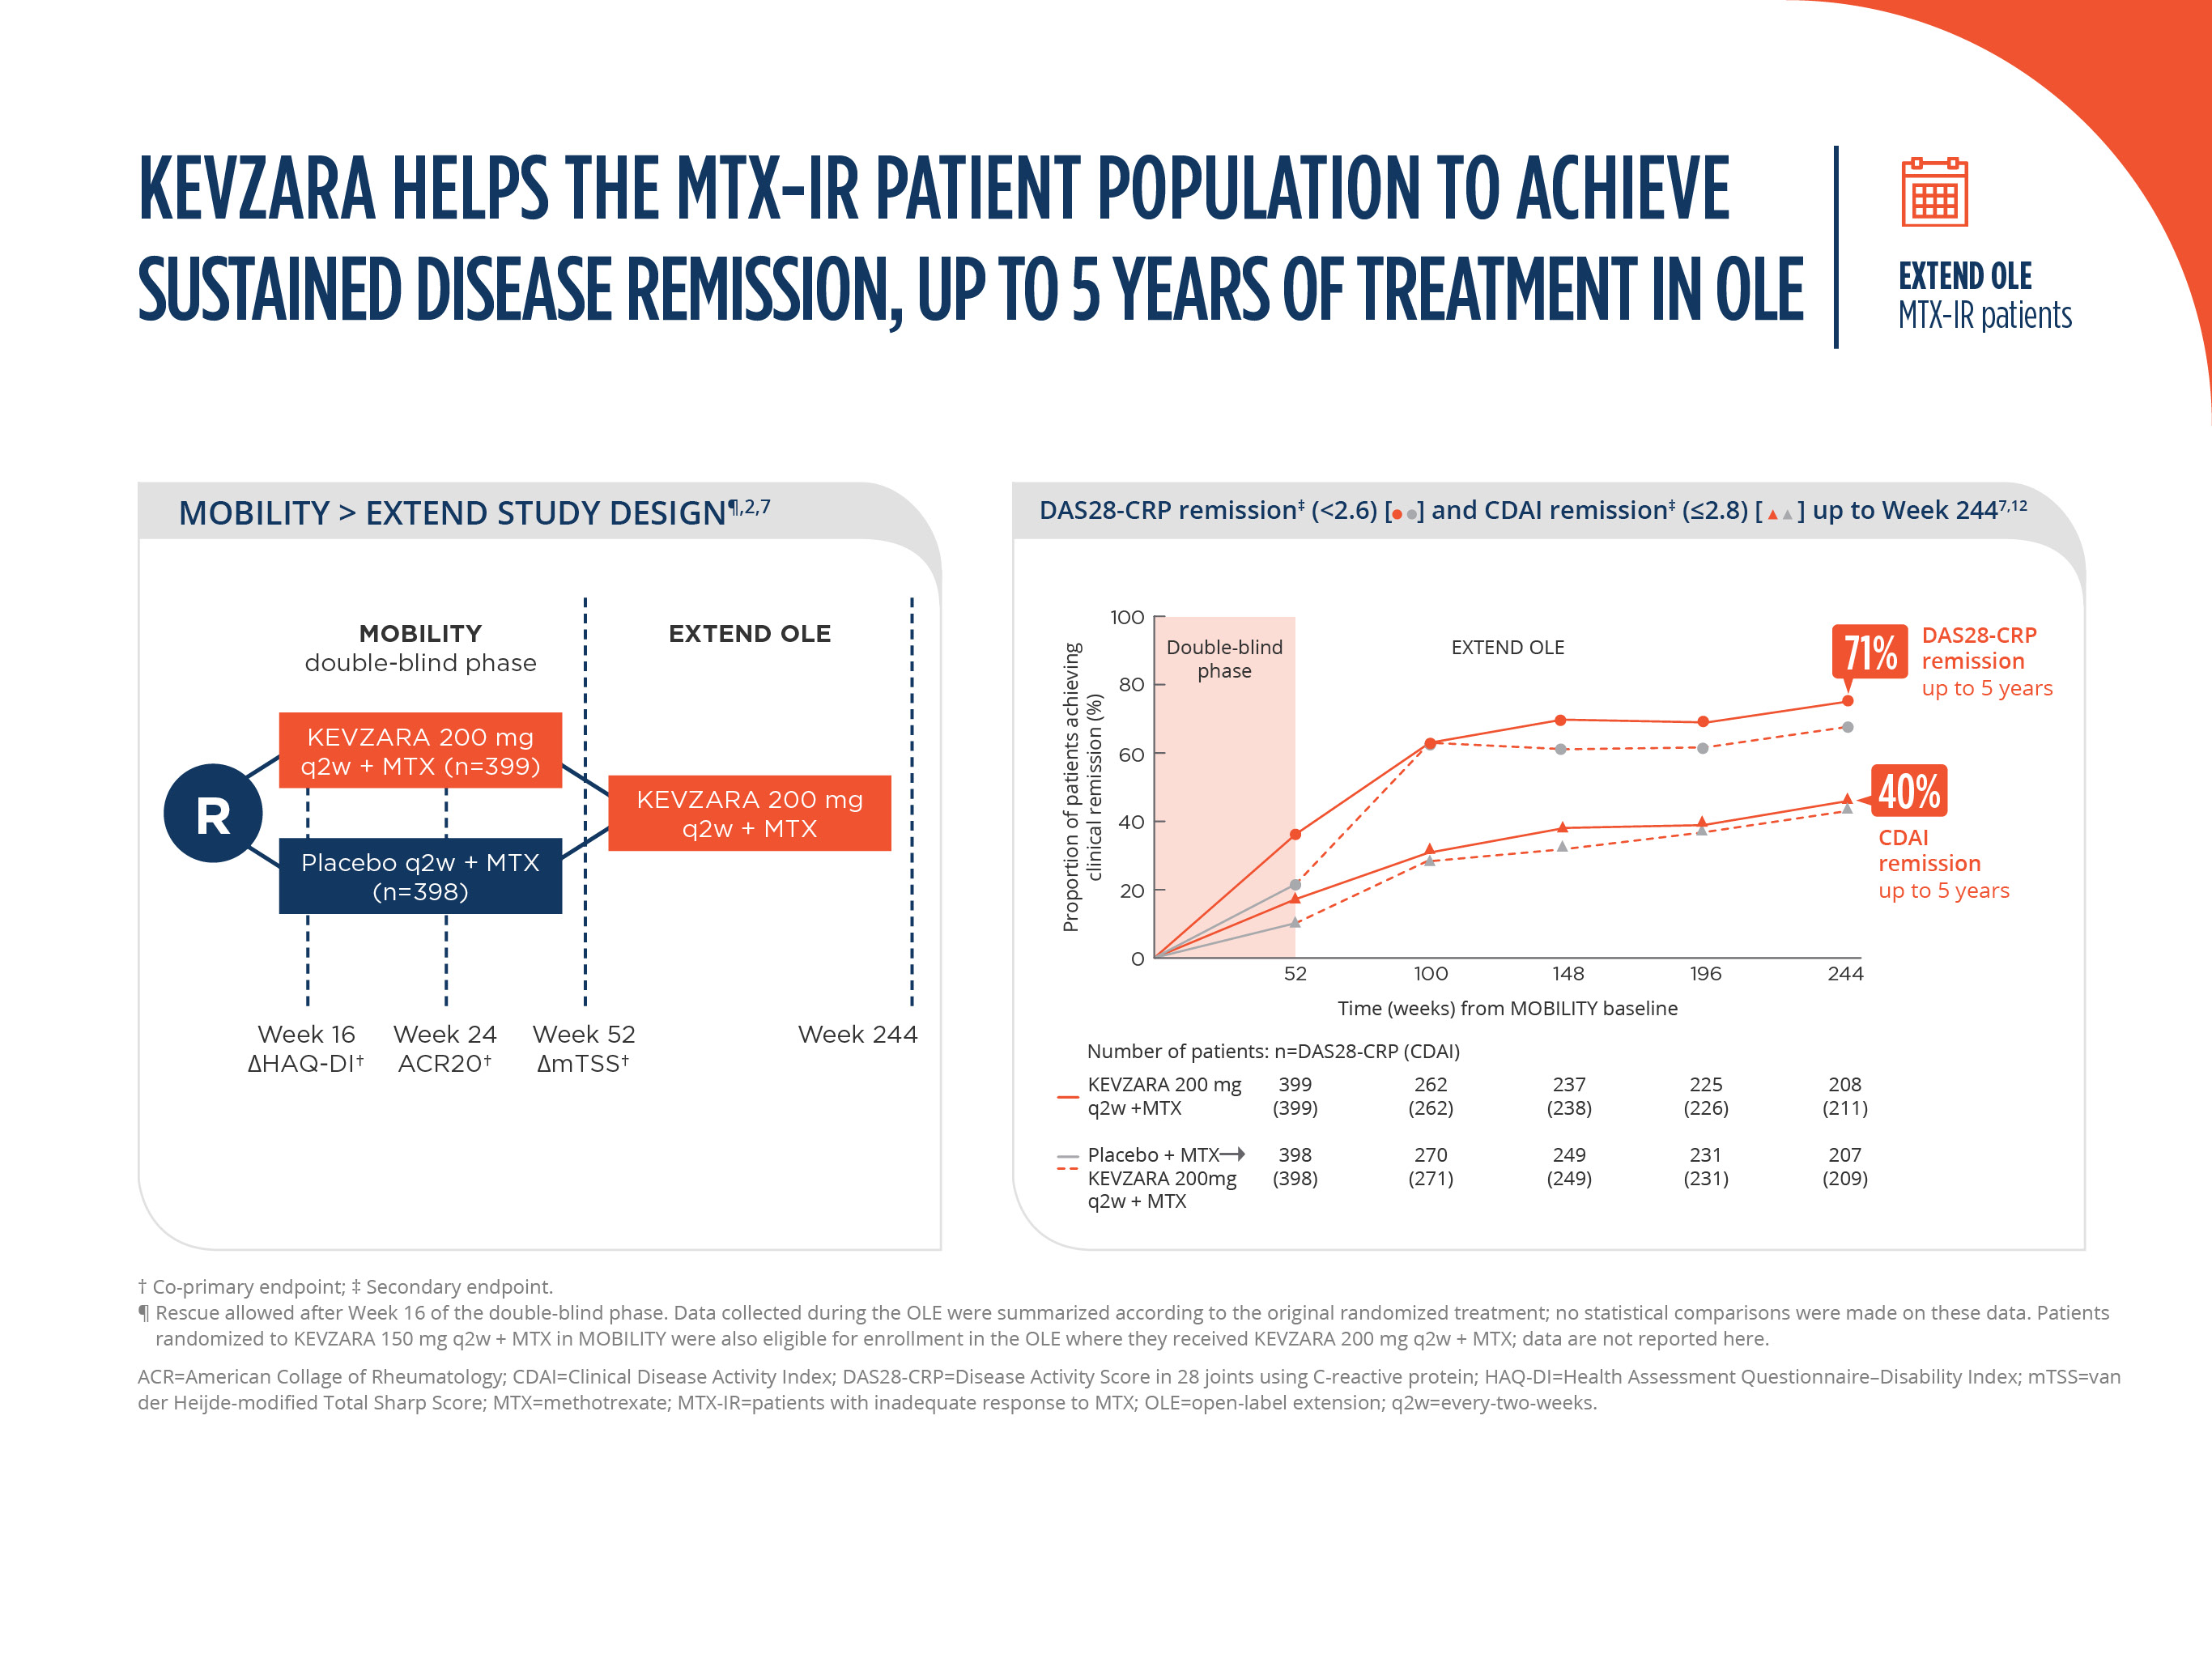 KEVZARA HELPS THE MTX-IR PATIENT POPULATION TO ACHIEVE
SUSTAINED DISEASE REMISSION, UP TO 5 YEARS OF TREATMENT IN OLE
EXTEND OLE
MTX-IR patients
MOBILITY > EXTEND STUDY DESIGN¶,2,7
MOBILITY
double-blind phase
EXTEND OLE
R
KEVZARA 200 mg
q2w + MTX (n=399)
Placebo q2w + MTX
(n=398)
KEVZARA 200 mg
q2w + MTX
Week 16
ΔHAQ-DI†
Week 24
ACR20†
Week 52
ΔmTSS†
Week 244
DAS28-CRP remission‡ (<2.6) [●●] and CDAI remission‡ (≤2.8) [▲▲] up to Week 2447,12
Proportion of patients achieving
clinical remission (%)
100
80
60
40
20
0
Double-blind
phase
EXTEND OLE
71%
DAS28-CRP
remission
up to 5 years
40%
CDAI
remission
up to 5 years
52 100 148 196 244
Time (weeks) from MOBILITY baseline
Number of patients: n=DAS28-CRP (CDAI)
KEVZARA 200 mg 399 262 237 225 208
q2w +MTX (399) (262) (238) (226) (211)
Placebo + MTX→ 398 270 249 231 207
KEVZARA 200mg (398) (271) (249) (231) (209)
q2w + MTX
† Co-primary endpoint; ‡ Secondary endpoint.
¶ Rescue allowed after Week 16 of the double-blind phase. Data collected during the OLE were summarized according to the original randomized treatment; no statistical comparisons were made on these data. Patients
randomized to KEVZARA 150 mg q2w + MTX in MOBILITY were also eligible for enrollment in the OLE where they received KEVZARA 200 mg q2w + MTX; data are not reported here.
ACR=American Collage of Rheumatology; CDAI=Clinical Disease Activity Index; DAS28-CRP=Disease Activity Score in 28 joints using C-reactive protein; HAQ-DI=Health Assessment Questionnaire–Disability Index; mTSS=van
der Heijde-modified Total Sharp Score; MTX=methotrexate; MTX-IR=patients with inadequate response to MTX; OLE=open-label extension; q2w=every-two-weeks.